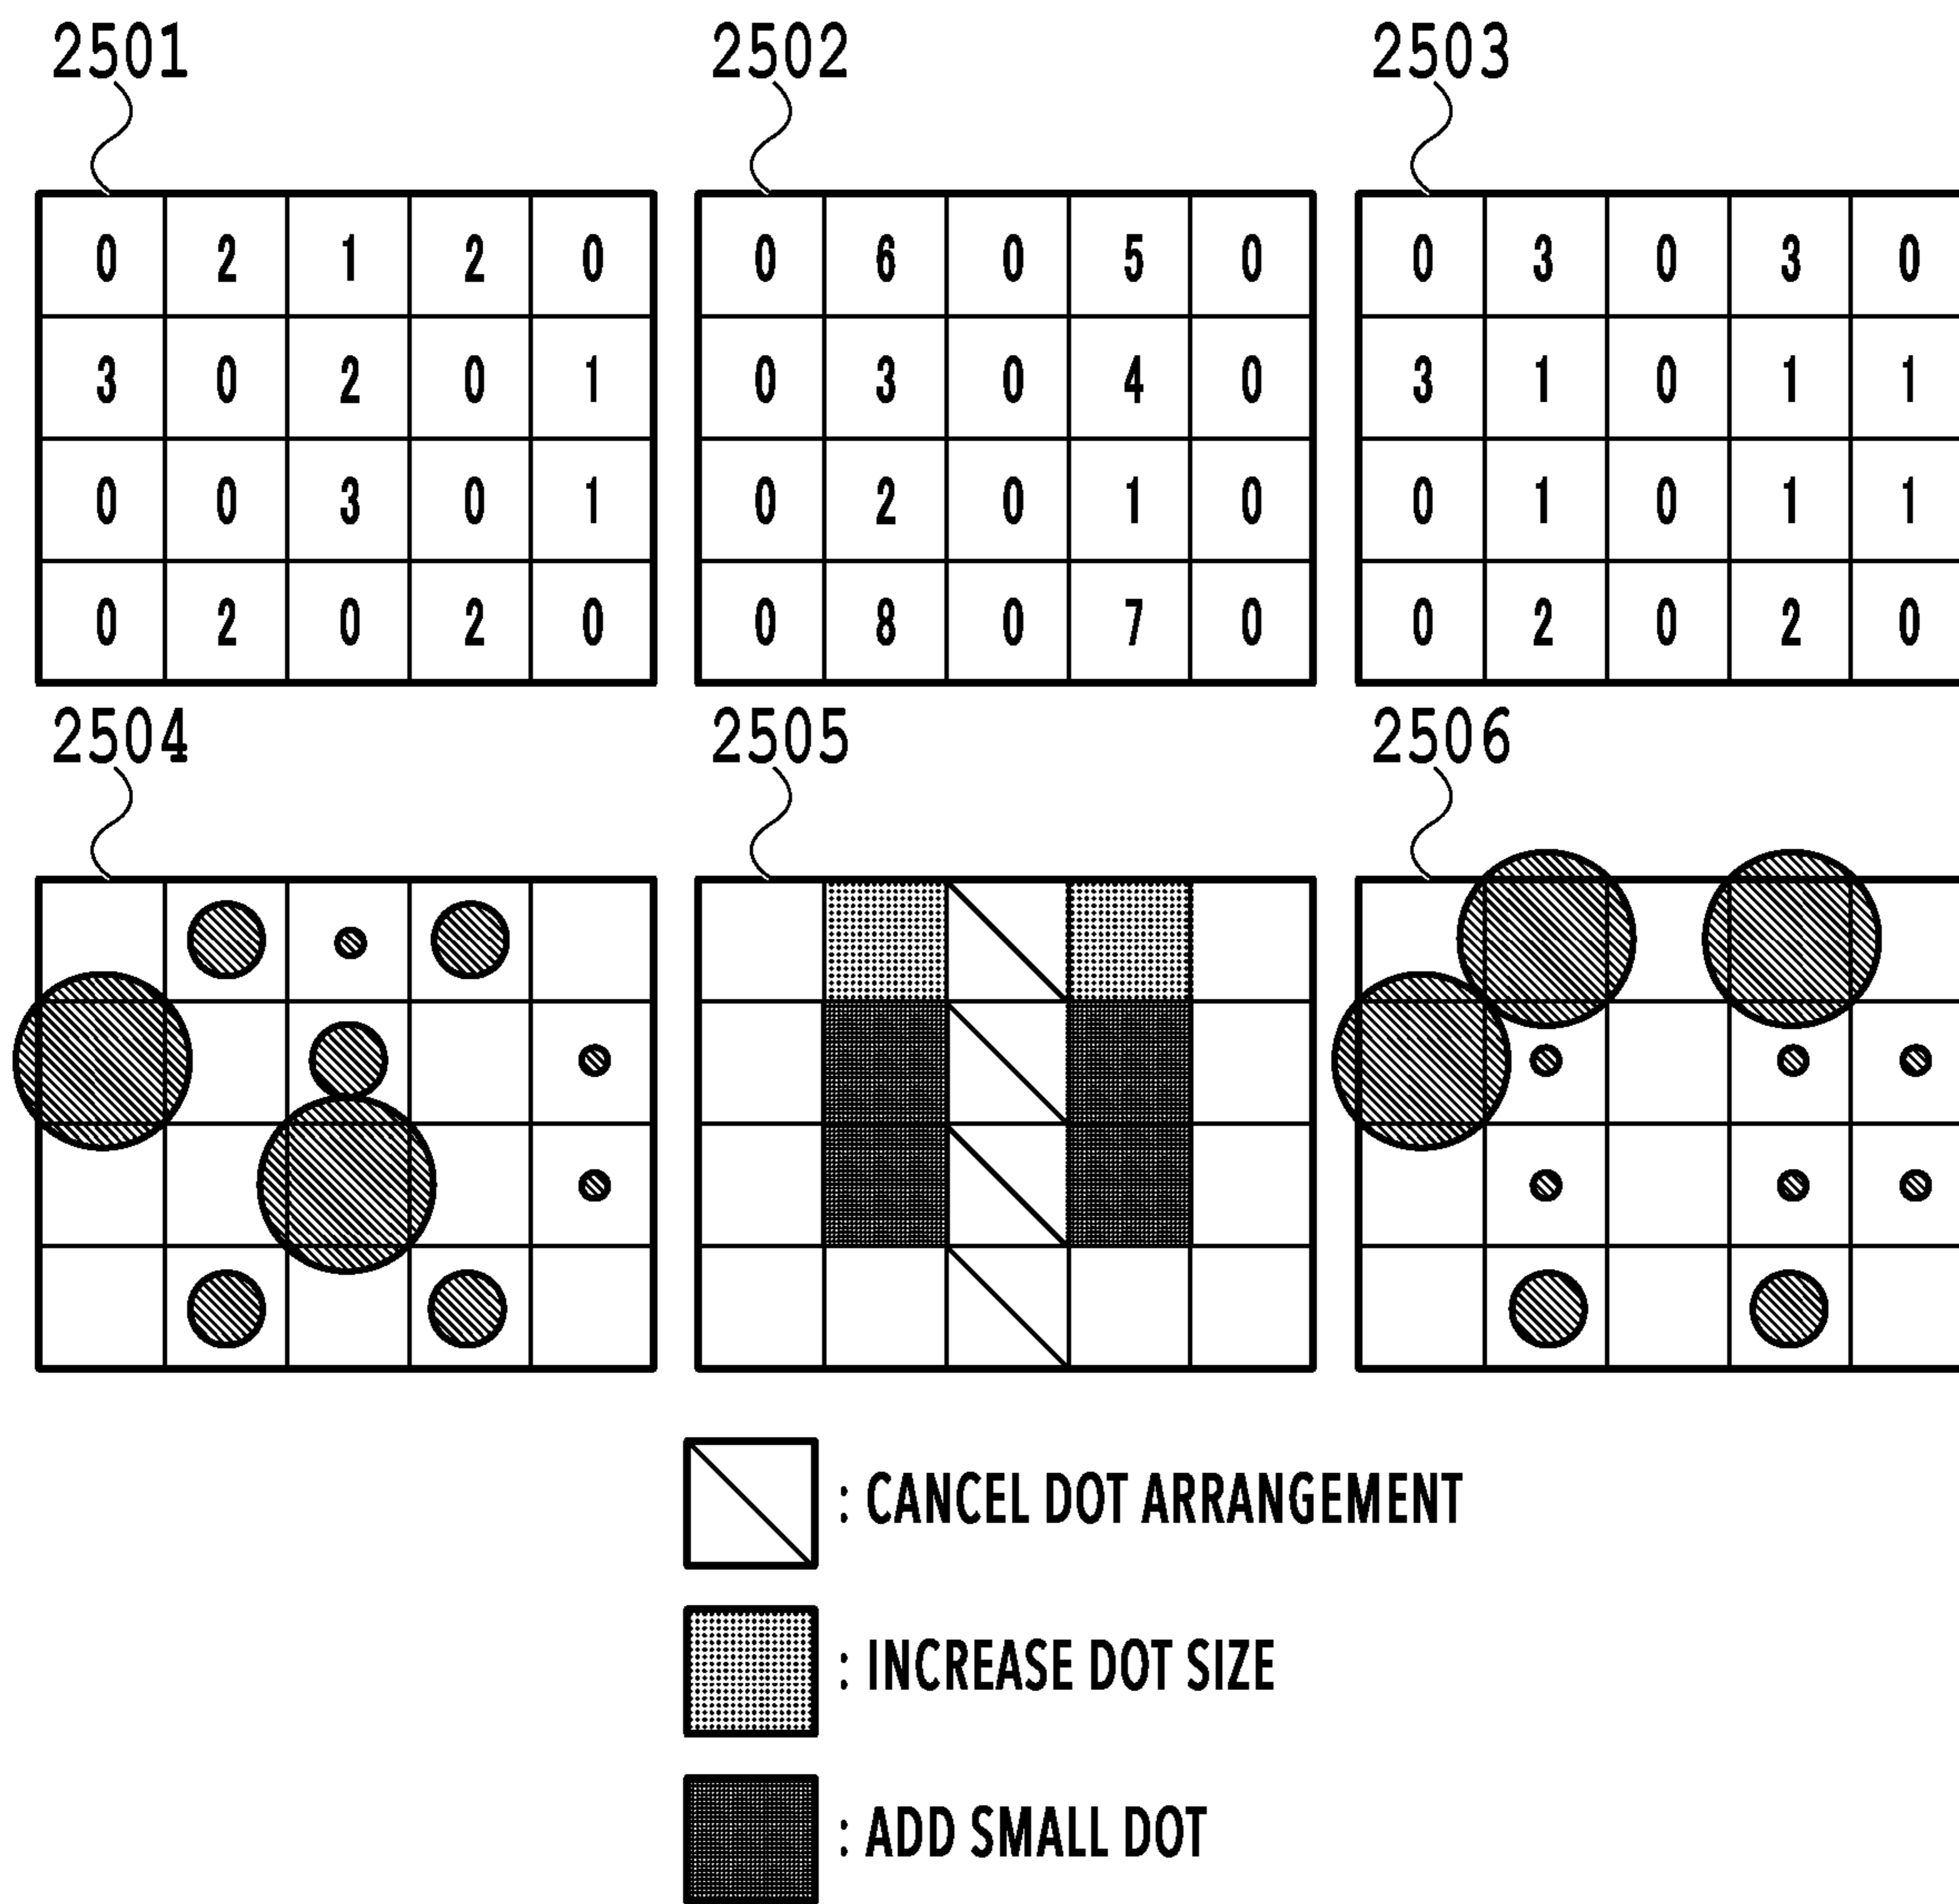 2501 2502 2503
0 2 1 2 0 0 6 0 5 0 0 3 0 3 0
3 0 2 0 1 0 3 0 4 0 3 1 0 1 1
0 0 3 0 1 0 2 0 1 0 0 1 0 1 1
0 2 0 2 0 0 8 0 7 0 0 2 0 2 0
2504 2505 2506
: CANCEL DOT ARRANGEMENT
: INCREASE DOT SIZE
: ADD SMALL DOT